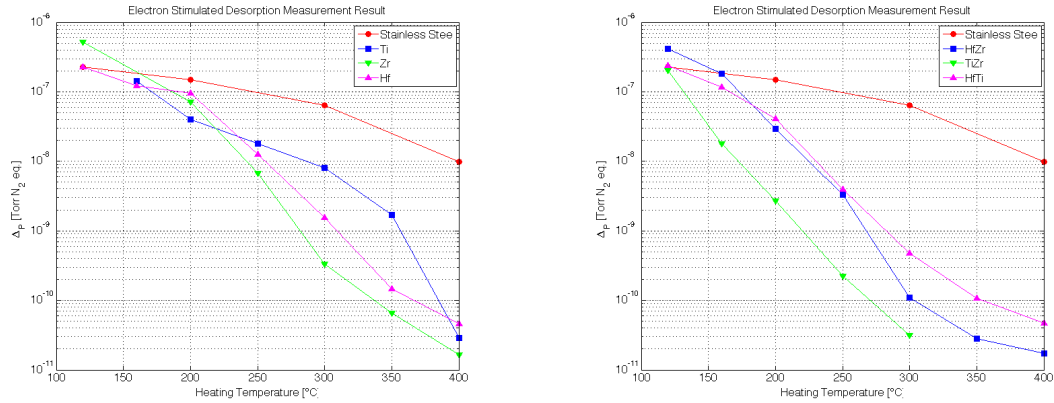 Electron Stimulated Desorption Measurement Result
Stainless Stee
Ti
Zr
Hf
10^-6
10^-7
10^-8
10^-9
10^-10
10^-11
Δ_P [Torr N_2 eq.]
100 150 200 250 300 350 400
Heating Temperature [°C]
Electron Stimulated Desorption Measurement Result
Stainless Stee
HfZr
TiZr
HfTi
10^-6
10^-7
10^-8
10^-9
10^-10
10^-11
Δ_P [Torr N_2 eq.]
100 150 200 250 300 350 400
Heating Temperature [°C]